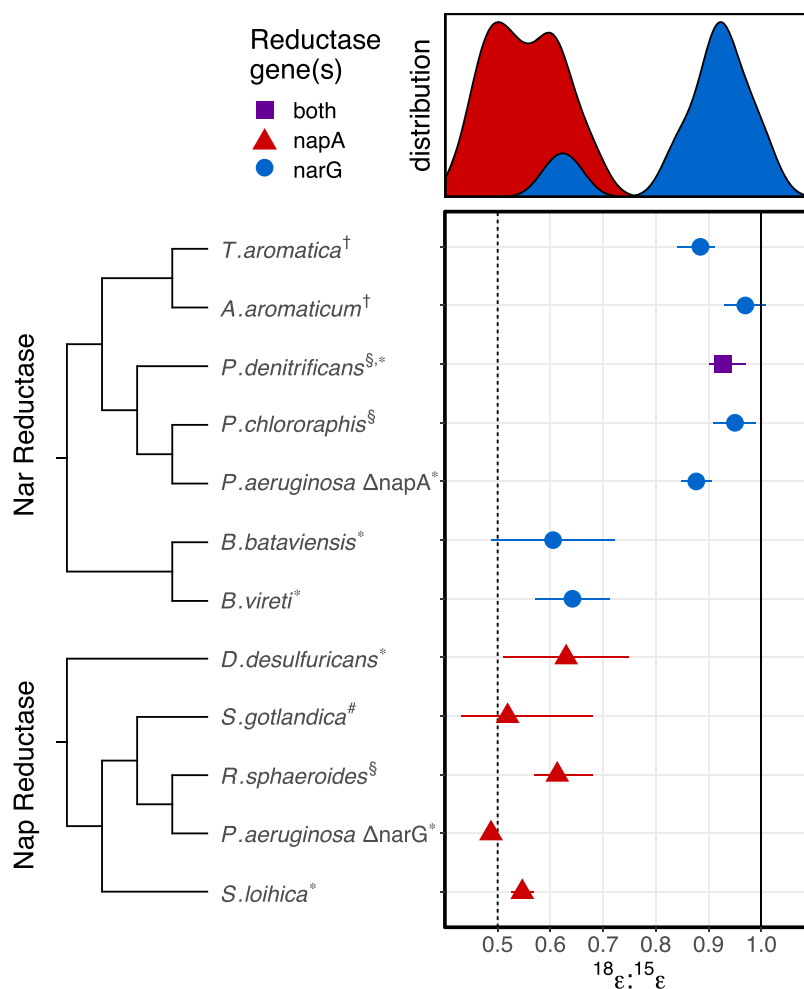 Reductase
gene(s)
both
napA
narG
distribution
Nar Reductase
T.aromatica†
A.aromaticum†
P.denitrificans§,*
P.chlororaphis§
P.aeruginosa ΔnapA*
B.bataviensis*
B.vireti*
Nap Reductase
D.desulfuricans*
S.gotlandica#
R.sphaeroides§
P.aeruginosa ΔnarG*
S.loihica*
0.5 0.6 0.7 0.8 0.9 1.0
¹⁸ε:¹⁵ε